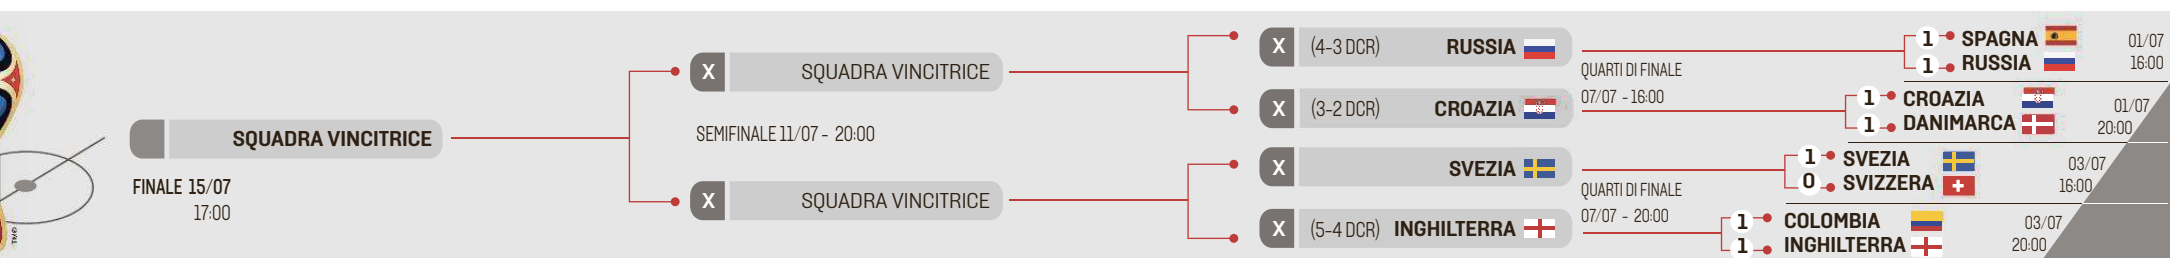 SQUADRA VINCITRICE
FINALE 15/07
17:00
X SQUADRA VINCITRICE
SEMIFINALE 11/07 - 20:00
X SQUADRA VINCITRICE
X (4-3 DCR) RUSSIA
X (3-2 DCR) CROAZIA
X SVEZIA
X (5-4 DCR) INGHILTERRA
QUARTI DI FINALE
07/07 - 16:00
QUARTI DI FINALE
07/07 - 20:00
1 SPAGNA 01/07
1 RUSSIA 16:00
1 CROAZIA 01/07
1 DANIMARCA 20:00
1 SVEZIA 03/07
0 SVIZZERA 16:00
1 COLOMBIA 03/07
1 INGHILTERRA 20:00